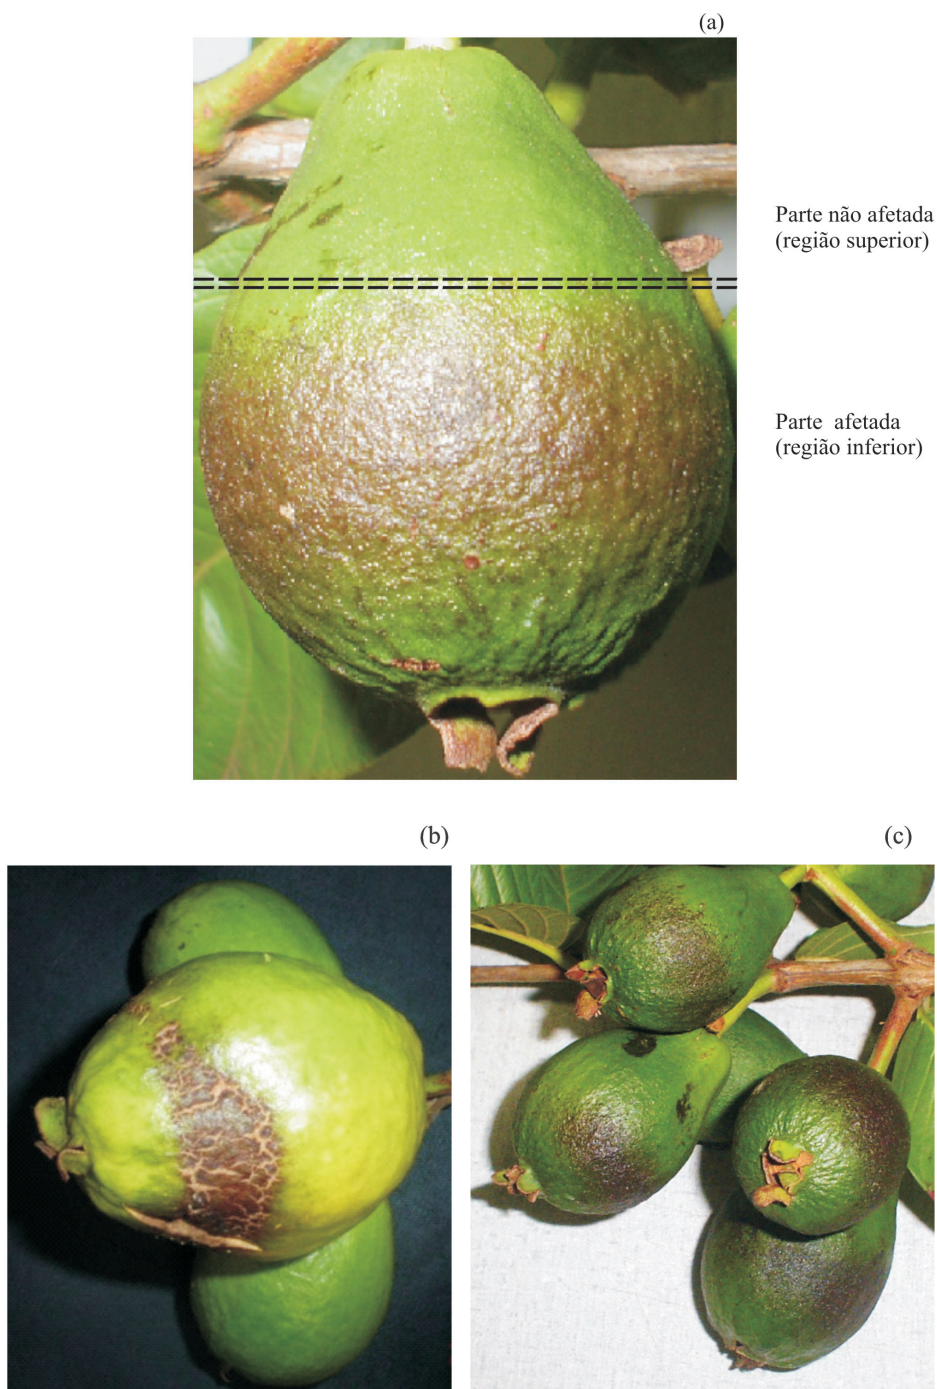 (a)
Parte não afetada
(região superior)
Parte afetada
(região inferior)
(b)
(c)